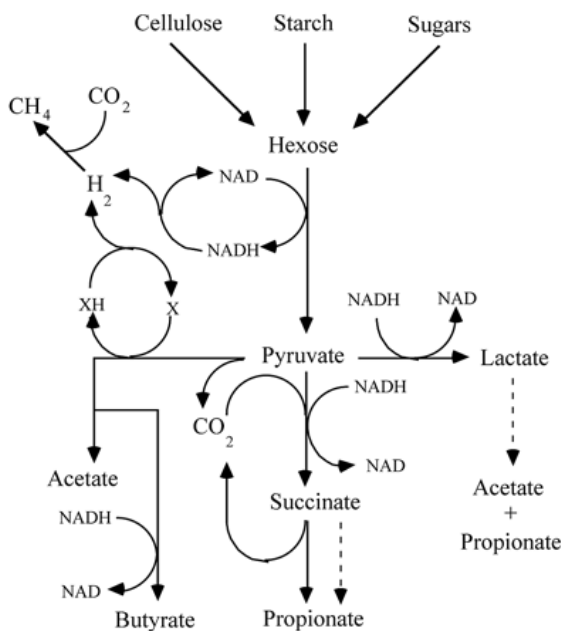 Cellulose Starch Sugars
CH4 CO2
Hexose
H2 NAD
NADH
XH X NADH NAD
Pyruvate Lactate
NADH
CO2
NAD
Acetate Succinate Acetate
+
NADH Propionate
NAD
Butyrate Propionate